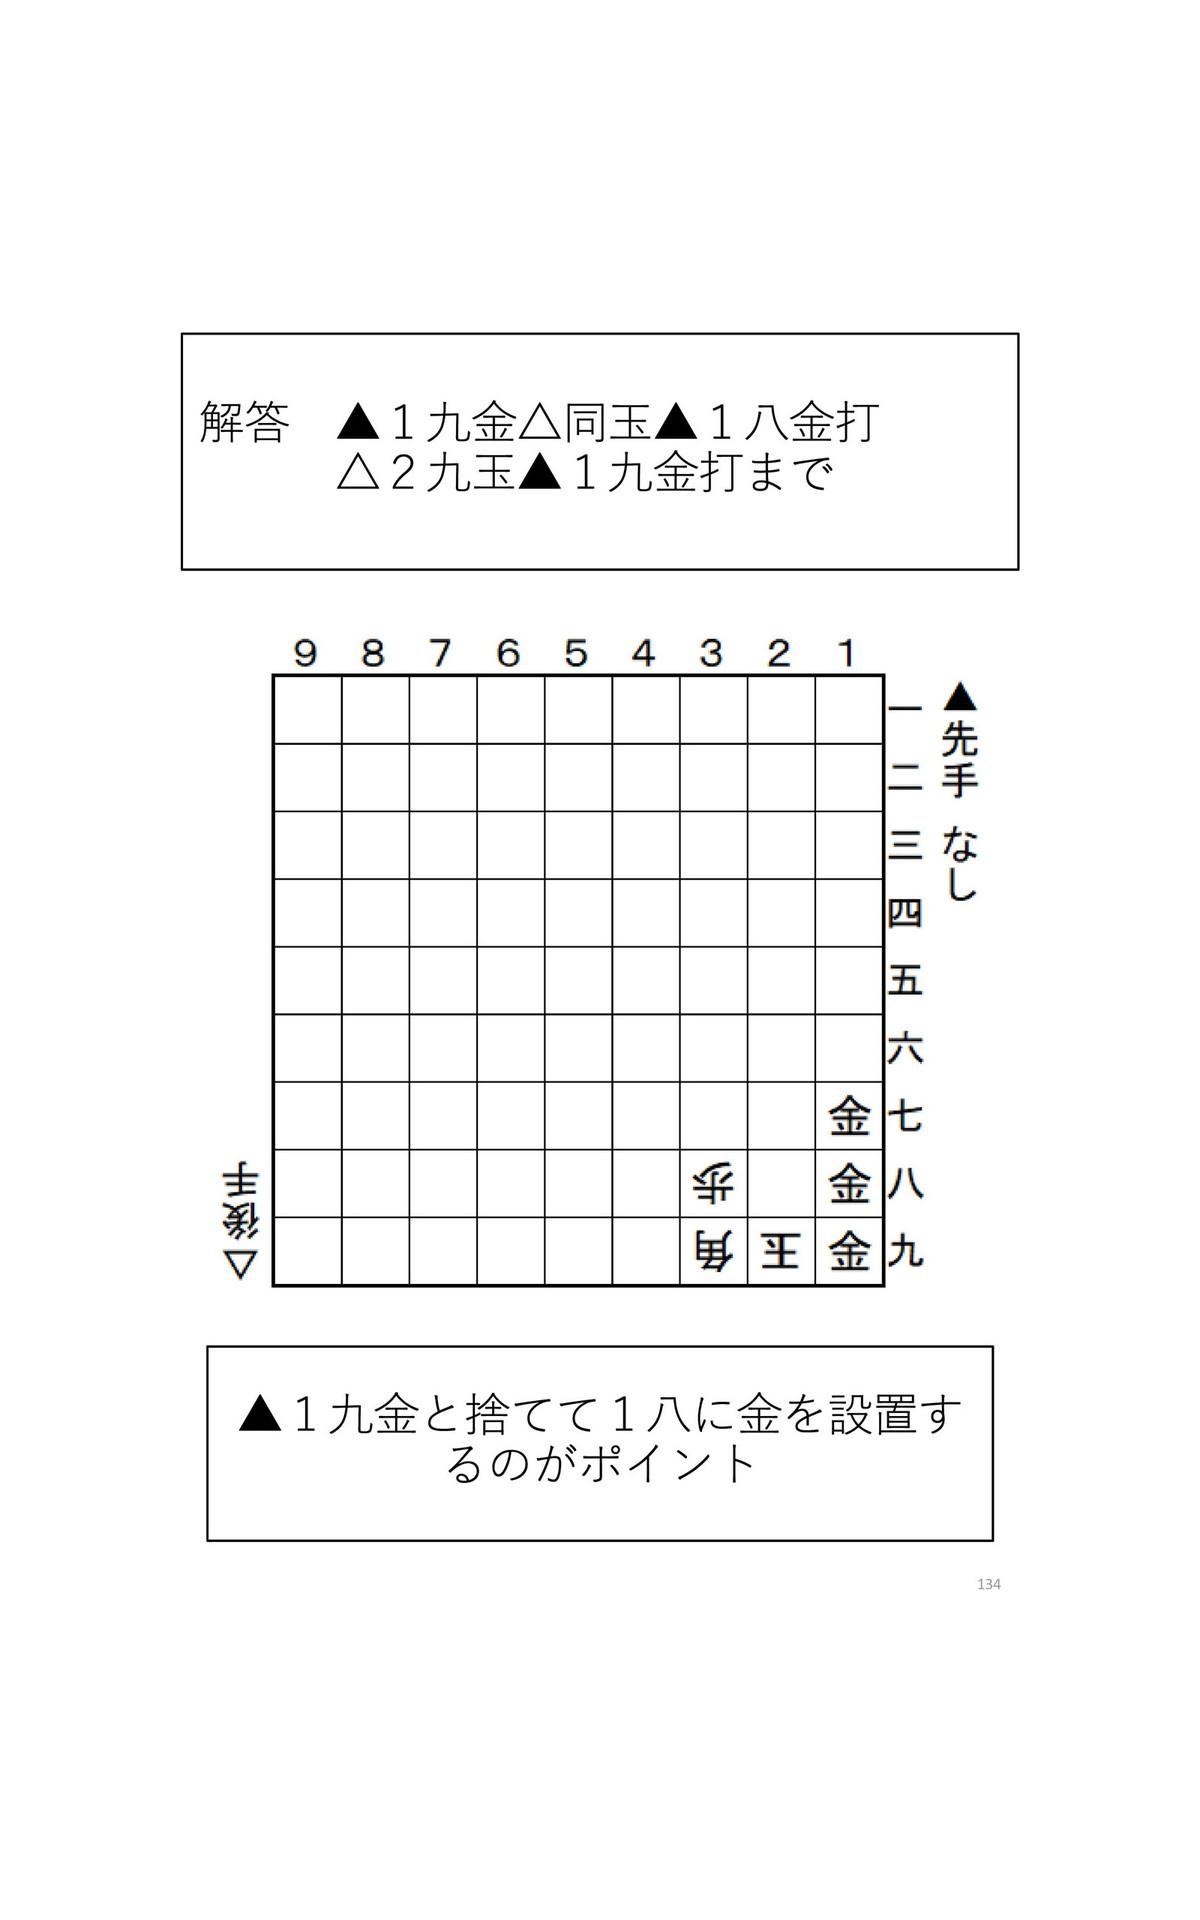 解答　▲１九金△同玉▲１八金打
△２九玉▲１九金打まで
9 8 7 6 5 4 3 2 1
一
二
三
四
五
六
金 七
歩 金 八
角 玉 金 九
▲先手 なし
△後手
▲１九金と捨てて１八に金を設置す
るのがポイント
134